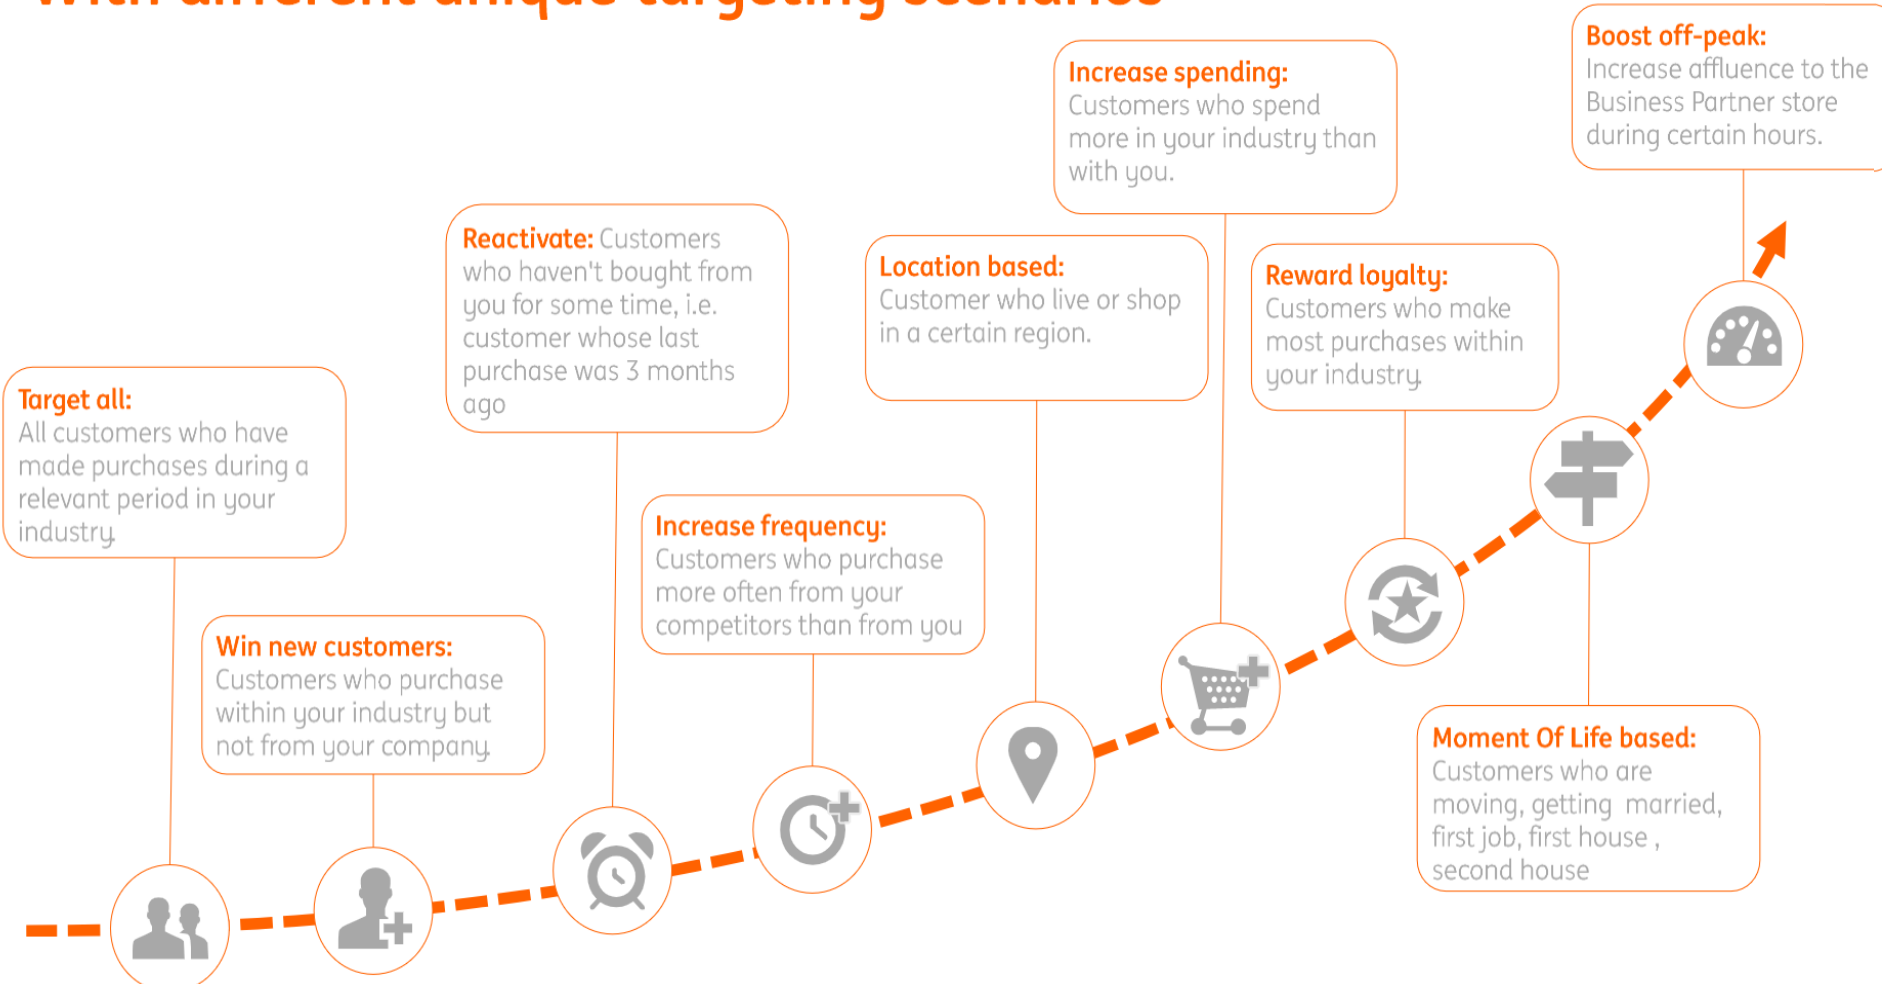 with different unique targeting scenarios
Target all:
All customers who have
made purchases during a
relevant period in your
industry.
Win new customers:
Customers who purchase
within your industry but
not from your company.
Reactivate: Customers
who haven't bought from
you for some time, i.e.
customer whose last
purchase was 3 months
ago
Increase frequency:
Customers who purchase
more often from your
competitors than from you
Location based:
Customer who live or shop
in a certain region.
Increase spending:
Customers who spend
more in your industry than
with you.
Reward loyalty:
Customers who make
most purchases within
your industry.
Moment Of Life based:
Customers who are
moving, getting  married,
first job, first house ,
second house
Boost off-peak:
Increase affluence to the
Business Partner store
during certain hours.